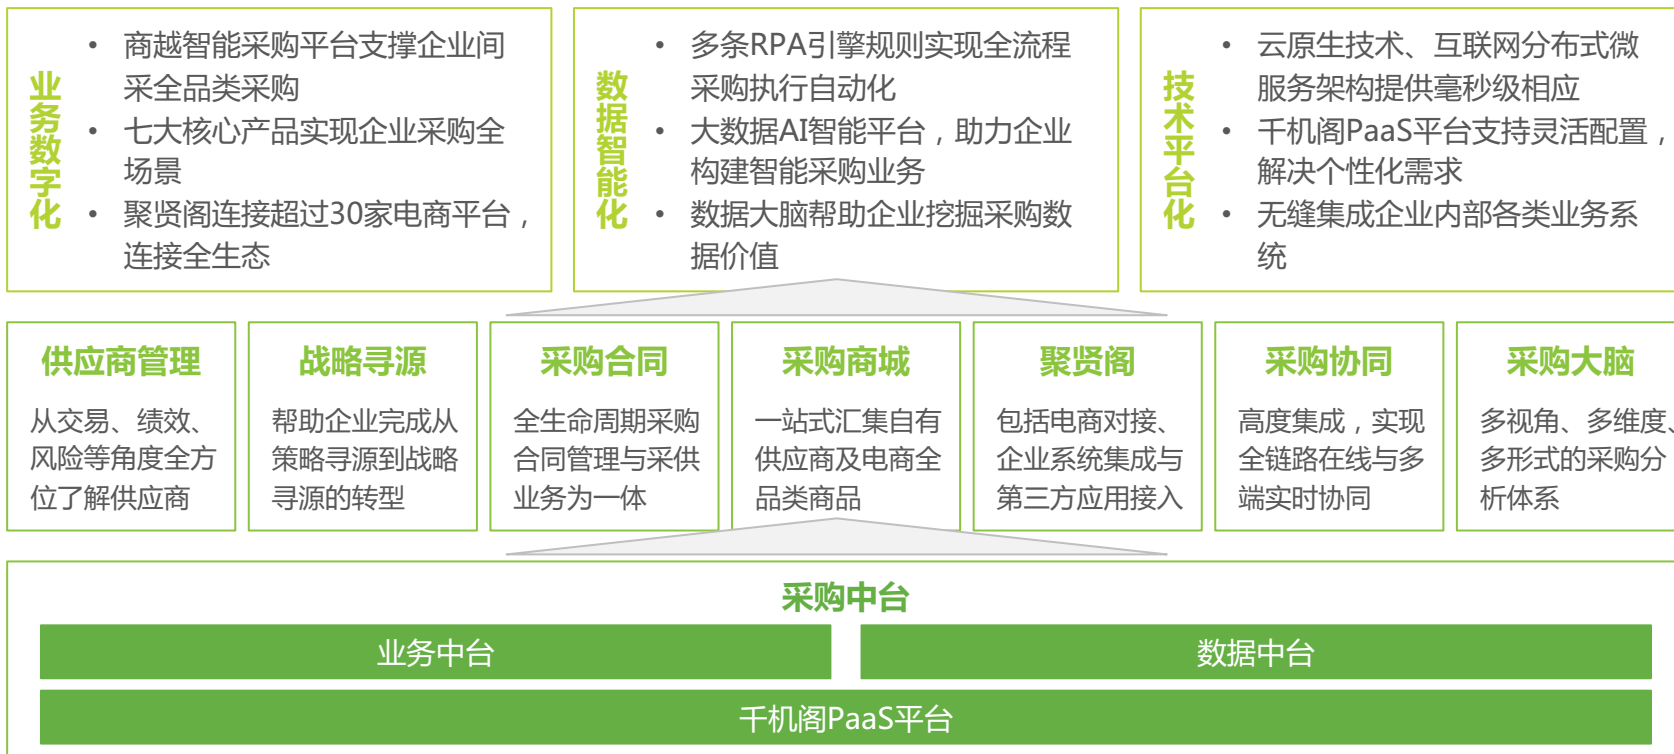 业务数字化
• 商越智能采购平台支撑企业间
采全品类采购
• 七大核心产品实现企业采购全
场景
• 聚贤阁连接超过30家电商平台，
连接全生态
数据智能化
• 多条RPA引擎规则实现全流程
采购执行自动化
• 大数据AI智能平台，助力企业
构建智能采购业务
• 数据大脑帮助企业挖掘采购数
据价值
技术平台化
• 云原生技术、互联网分布式微
服务架构提供毫秒级相应
• 千机阁PaaS平台支持灵活配置，
解决个性化需求
• 无缝集成企业内部各类业务系
统
供应商管理
从交易、绩效、
风险等角度全方
位了解供应商
战略寻源
帮助企业完成从
策略寻源到战略
寻源的转型
采购合同
全生命周期采购
合同管理与采供
业务为一体
采购商城
一站式汇集自有
供应商及电商全
品类商品
聚贤阁
包括电商对接、
企业系统集成与
第三方应用接入
采购协同
高度集成，实现
全链路在线与多
端实时协同
采购大脑
多视角、多维度、
多形式的采购分
析体系
采购中台
业务中台
数据中台
千机阁PaaS平台